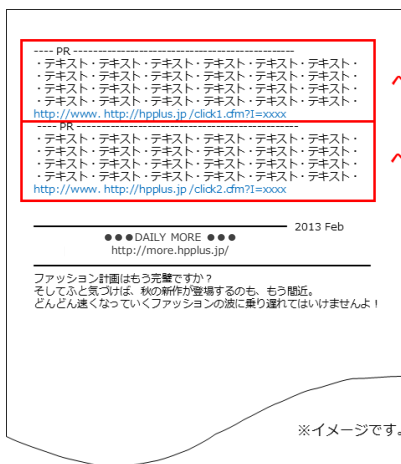 ---- PR ------------------------------------------------
・テキスト・テキスト・テキスト・テキスト・テキスト・テキスト・
・テキスト・テキスト・テキスト・テキスト・テキスト・テキスト・
・テキスト・テキスト・テキスト・テキスト・テキスト・テキスト・
・テキスト・テキスト・テキスト・テキスト・テキスト・テキスト・
http://www. http://hpplus.jp /click1.cfm?I=xxxx
---- PR ------------------------------------------------
・テキスト・テキスト・テキスト・テキスト・テキスト・テキスト・
・テキスト・テキスト・テキスト・テキスト・テキスト・テキスト・
・テキスト・テキスト・テキスト・テキスト・テキスト・テキスト・
・テキスト・テキスト・テキスト・テキスト・テキスト・テキスト・
http://www. http://hpplus.jp /click2.cfm?I=xxxx
2013 Feb
●●●DAILY MORE ●●●
http://more.hpplus.jp/
ファッション計画はもう完璧ですか？
そしてふと気づけば、秋の新作が登場するのも、もう間近。
どんどん速くなっていくファッションの波に乗り遅れてはいけませんよ！
※イメージです。